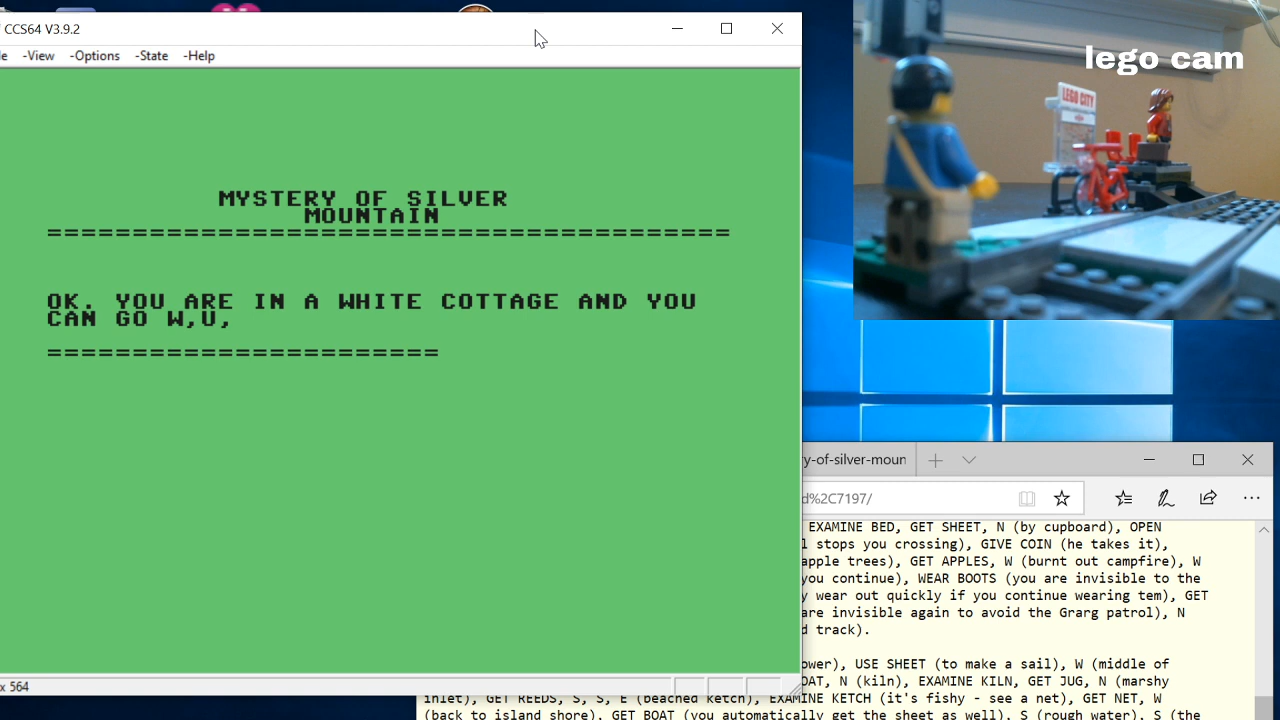 CCS64 V3.9.2
-View -Options -State -Help
lego cam
LEGO CITY
MYSTERY OF SILVER
MOUNTAIN
========================================
OK. YOU ARE IN A WHITE COTTAGE AND YOU
CAN GO W,U,
=======================
x 564
y-of-silver-moun
d%2C7197/
EXAMINE BED, GET SHEET, N (by cupboard), OPEN
l stops you crossing), GIVE COIN (he takes it),
apple trees), GET APPLES, W (burnt out campfire), W
you continue), WEAR BOOTS (you are invisible to the
y wear out quickly if you continue wearing tem), GET
are invisible again to avoid the Grarg patrol), N
d track).
ower), USE SHEET (to make a sail), W (middle of
OAT, N (kiln), EXAMINE KILN, GET JUG, N (marshy
inlet), GET REEDS, S, S, E (beached ketch), EXAMINE KETCH (it's fishy - see a net), GET NET, W
(back to island shore), GET BOAT (you automatically get the sheet as well), S (rough water), S (the